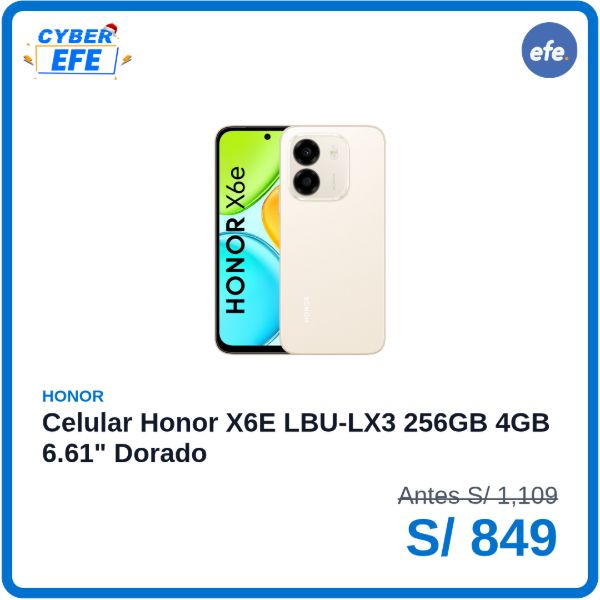 CYBER
EFE
efe.
HONOR X6e
HONOR
HONOR
Celular Honor X6E LBU-LX3 256GB 4GB
6.61" Dorado
Antes S/ 1,109
S/ 849